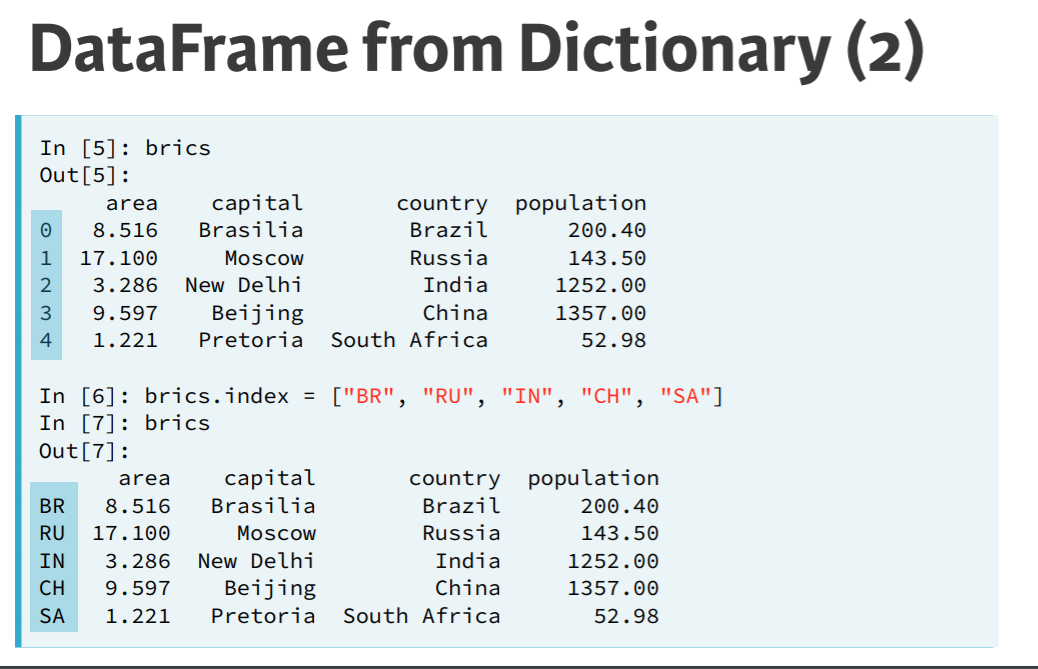 DataFrame from Dictionary (2)
In [5]: brics
Out[5]:
     area    capital       country  population
0   8.516   Brasilia        Brazil      200.40
1  17.100     Moscow        Russia      143.50
2   3.286  New Delhi         India     1252.00
3   9.597    Beijing         China     1357.00
4   1.221   Pretoria  South Africa       52.98
In [6]: brics.index = ["BR", "RU", "IN", "CH", "SA"]
In [7]: brics
Out[7]:
      area    capital       country  population
BR   8.516   Brasilia        Brazil      200.40
RU  17.100     Moscow        Russia      143.50
IN   3.286  New Delhi         India     1252.00
CH   9.597    Beijing         China     1357.00
SA   1.221   Pretoria  South Africa       52.98